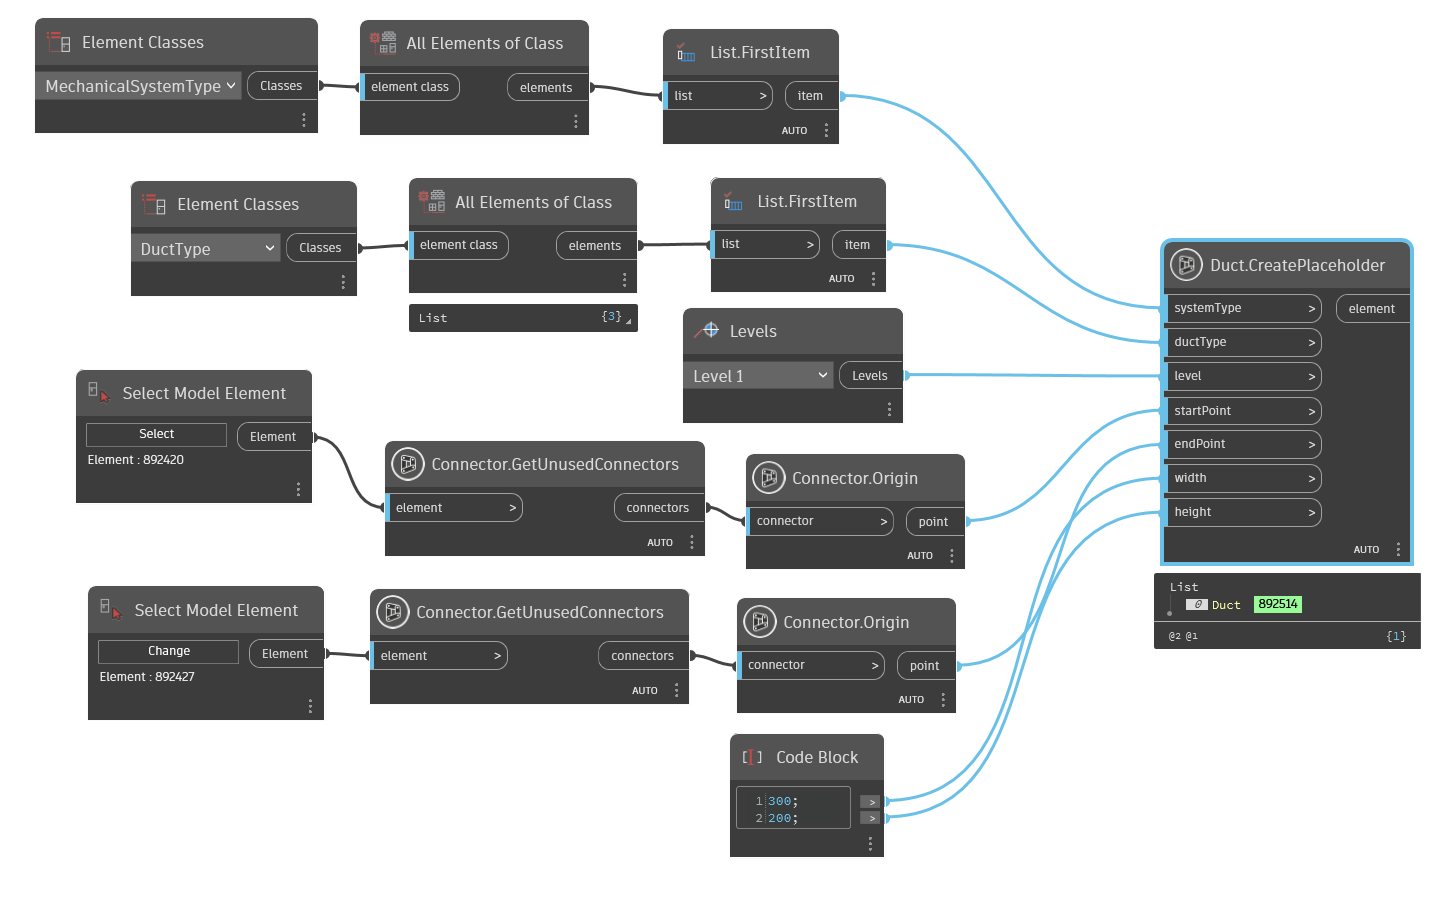 Element Classes
MechanicalSystemType
Classes
All Elements of Class
element class
elements
List.FirstItem
list >
item
AUTO
Element Classes
DuctType
Classes
All Elements of Class
element class
elements
List {3}
List.FirstItem
list >
item
AUTO
Levels
Level 1
Levels
Select Model Element
Select
Element
Element : 892420
Connector.GetUnusedConnectors
element >
connectors
AUTO
Connector.Origin
connector >
point
AUTO
Select Model Element
Change
Element
Element : 892427
Connector.GetUnusedConnectors
element >
connectors
AUTO
Connector.Origin
connector >
point
AUTO
Code Block
1 300; >
2 200; >
Duct.CreatePlaceholder
systemType >
element
ductType >
level >
startPoint >
endPoint >
width >
height >
AUTO
List
0 Duct 892514
@2 @1 {1}